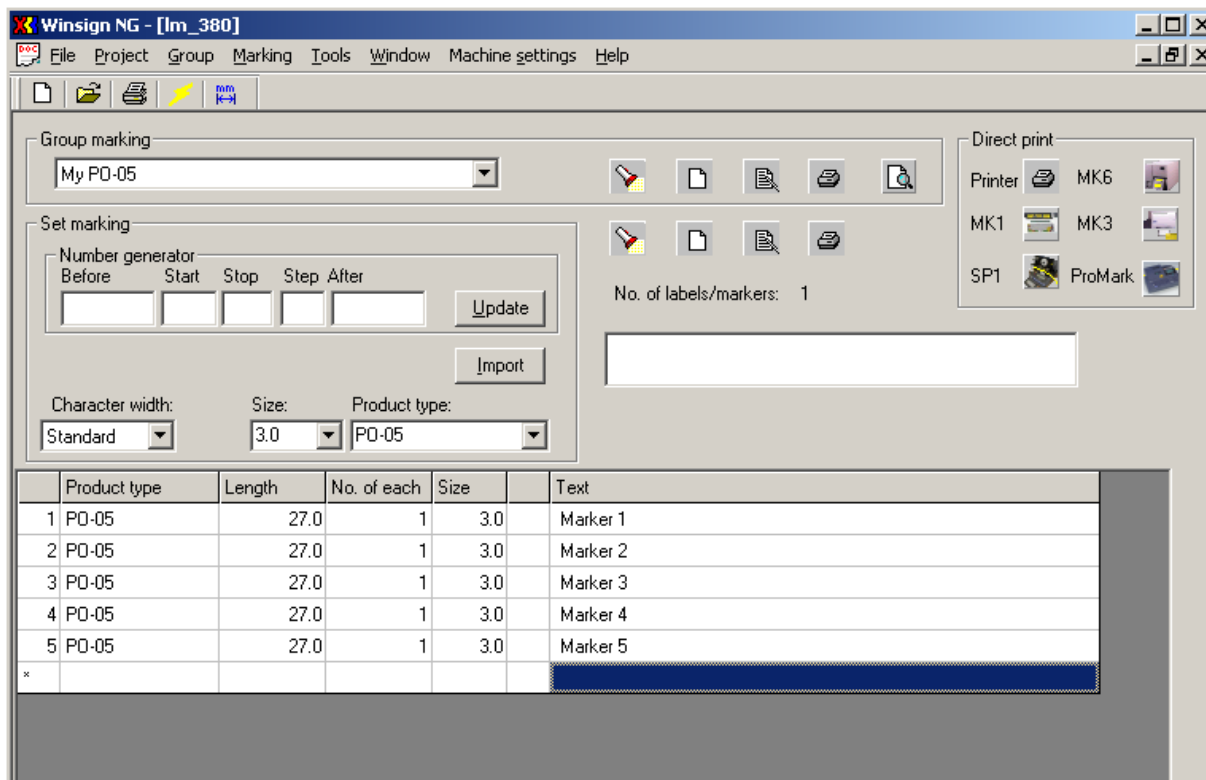 Winsign NG - [lm_380]
File Project Group Marking Tools Window Machine settings Help
mm
Group marking
My PO-05
Direct print
Printer MK6
MK1 MK3
SP1 ProMark
Set marking
Number generator
Before Start Stop Step After
Update
No. of labels/markers: 1
Import
Character width: Size: Product type:
Standard 3.0 PO-05
Product type Length No. of each Size Text
1 PO-05 27.0 1 3.0 Marker 1
2 PO-05 27.0 1 3.0 Marker 2
3 PO-05 27.0 1 3.0 Marker 3
4 PO-05 27.0 1 3.0 Marker 4
5 PO-05 27.0 1 3.0 Marker 5
*